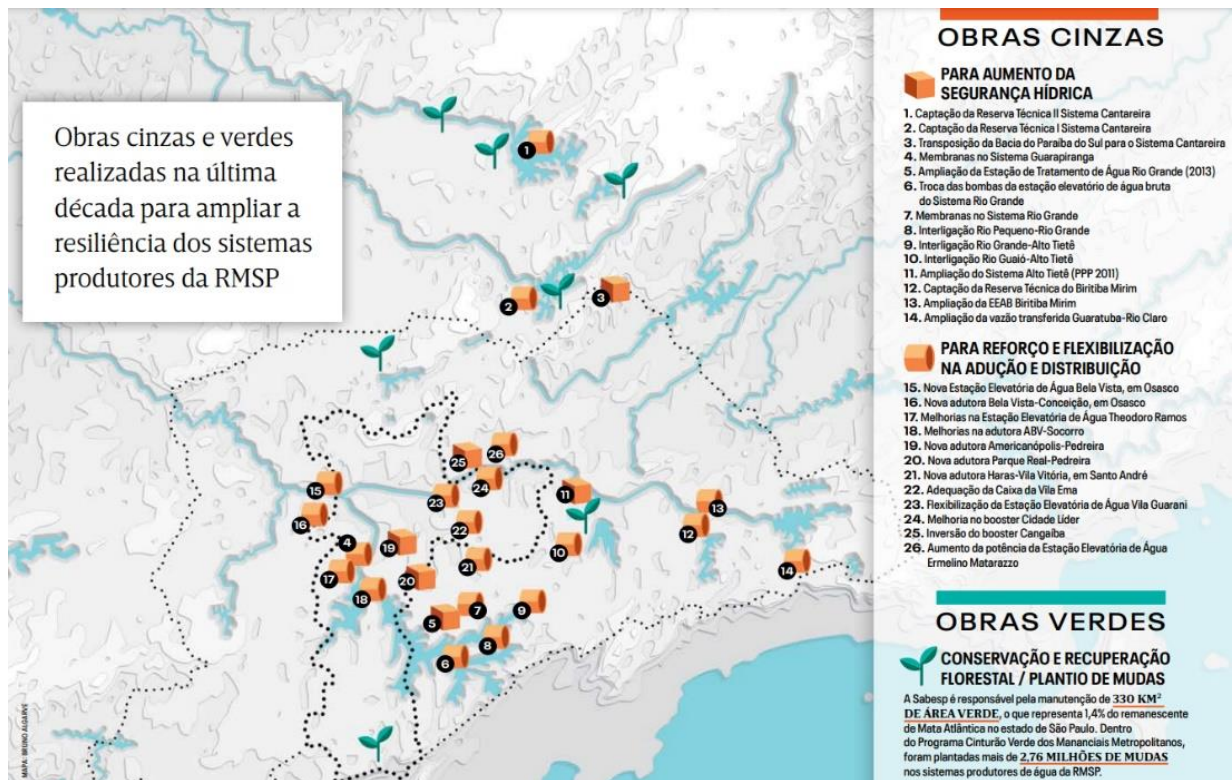 Obras cinzas e verdes
realizadas na última
década para ampliar a
resiliência dos sistemas
produtores da RMSP
1
2
3
25
26
24
23
22
21
11
10
13
12
14
15
16
4
17
18
19
20
5
7
9
8
6
MAPA: BRUNO ALGARVE
OBRAS CINZAS
PARA AUMENTO DA
SEGURANÇA HÍDRICA
1. Captação da Reserva Técnica II Sistema Cantareira
2. Captação da Reserva Técnica I Sistema Cantareira
3. Transposição da Bacia do Paraíba do Sul para o Sistema Cantareira
4. Membranas no Sistema Guarapiranga
5. Ampliação da Estação de Tratamento de Água Rio Grande (2013)
6. Troca das bombas da estação elevatório de água bruta
do Sistema Rio Grande
7. Membranas no Sistema Rio Grande
8. Interligação Rio Pequeno-Rio Grande
9. Interligação Rio Grande-Alto Tietê
10. Interligação Rio Guaió-Alto Tietê
11. Ampliação do Sistema Alto Tietê (PPP 2011)
12. Captação da Reserva Técnica do Biritiba Mirim
13. Ampliação da EEAB Biritiba Mirim
14. Ampliação da vazão transferida Guaratuba-Rio Claro
PARA REFORÇO E FLEXIBILIZAÇÃO
NA ADUÇÃO E DISTRIBUIÇÃO
15. Nova Estação Elevatória de Água Bela Vista, em Osasco
16. Nova adutora Bela Vista-Conceição, em Osasco
17. Melhorias na Estação Elevatória de Água Theodoro Ramos
18. Melhorias na adutora ABV-Socorro
19. Nova adutora Americanópolis-Pedreira
20. Nova adutora Parque Real-Pedreira
21. Nova adutora Haras-Vila Vitória, em Santo André
22. Adequação da Caixa da Vila Ema
23. Flexibilização da Estação Elevatória de Água Vila Guarani
24. Melhoria no booster Cidade Líder
25. Inversão do booster Cangaíba
26. Aumento da potência da Estação Elevatória de Água
Ermelino Matarazzo
OBRAS VERDES
CONSERVAÇÃO E RECUPERAÇÃO
FLORESTAL / PLANTIO DE MUDAS
A Sabesp é responsável pela manutenção de 330 KM²
DE ÁREA VERDE, o que representa 1,4% do remanescente
de Mata Atlântica no estado de São Paulo. Dentro
do Programa Cinturão Verde dos Mananciais Metropolitanos,
foram plantadas mais de 2,76 MILHÕES DE MUDAS
nos sistemas produtores de água da RMSP.